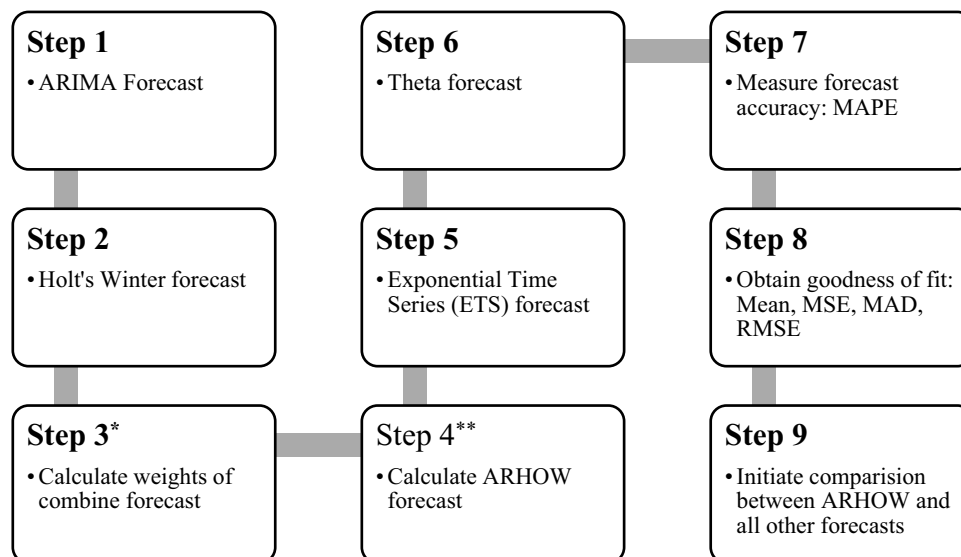 Step 1
• ARIMA Forecast
Step 2
• Holt's Winter forecast
Step 3*
• Calculate weights of
combine forecast
Step 4**
• Calculate ARHOW
forecast
Step 5
• Exponential Time
Series (ETS) forecast
Step 6
• Theta forecast
Step 7
• Measure forecast
accuracy: MAPE
Step 8
• Obtain goodness of fit:
Mean, MSE, MAD,
RMSE
Step 9
• Initiate comparision
between ARHOW and
all other forecasts